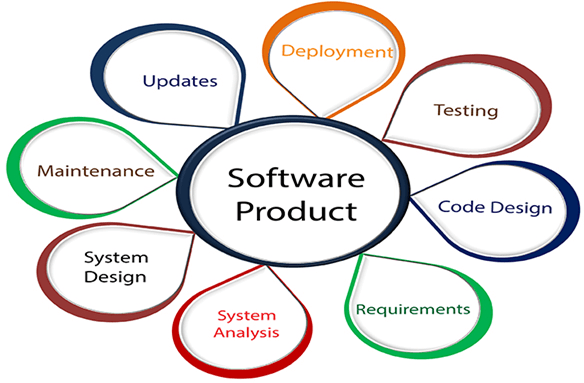 Deployment
Updates
Testing
Maintenance
Software
Product
Code Design
System
Design
System
Analysis
Requirements